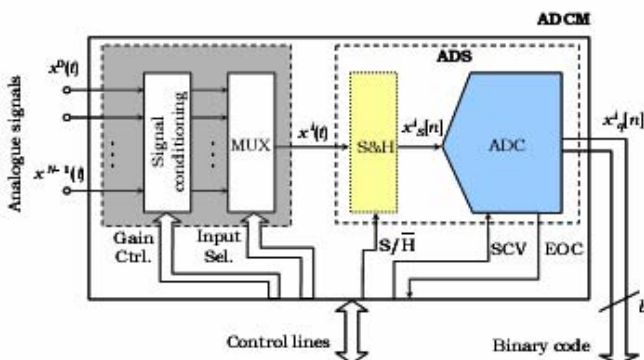 ADCM
ADS
Analogue signals
x⁰(t)
x^{N-1}(t)
Signal conditioning
MUX
xⁱ(t)
S&H
xⁱ_s[n]
ADC
xⁱ_q[n]
Gain Ctrl.
Input Sel.
S/H̅
SCV
EOC
b
Control lines
Binary code